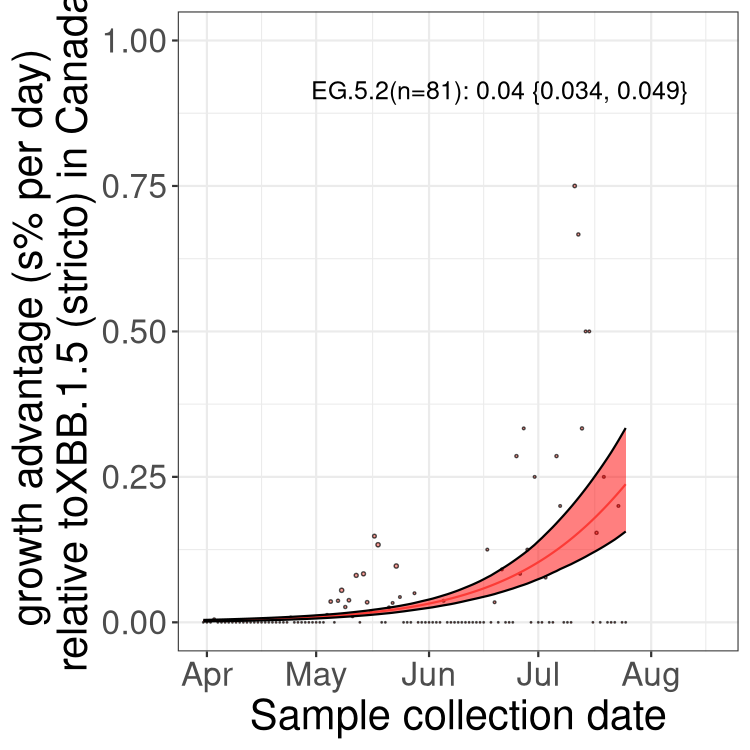 growth advantage (s% per day)
relative toXBB.1.5 (stricto) in Canada
1.00
0.75
0.50
0.25
0.00
EG.5.2(n=81): 0.04 {0.034, 0.049}
Apr May Jun Jul Aug
Sample collection date